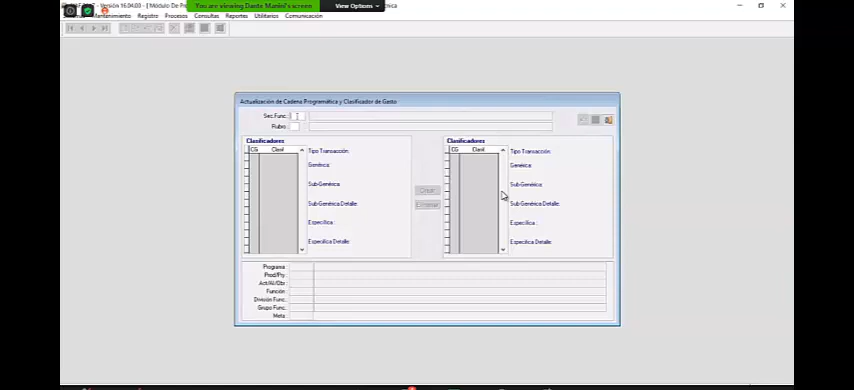 Versión 16.04.03 - [ Módulo De Pr
You are viewing Dante Manini's screen
View Options
Mantenimiento Registro Procesos Consultas Reportes Utilitarios Comunicación
Actualización de Cadena Programática y Clasificador de Gasto
Sec.Func.
Rubro
Clasificadores
CG Clasif
Tipo Transacción:
Genérica:
Sub-Genérica:
Sub-Genérica Detalle:
Específica :
Específica Detalle:
Crear
Eliminar
Clasificadores
CG Clasif
Tipo Transacción:
Genérica:
Sub-Genérica:
Sub-Genérica Detalle:
Específica :
Específica Detalle:
Programa :
Prod/Pry :
Act/AI/Obr :
Función :
División Func. :
Grupo Func. :
Meta :